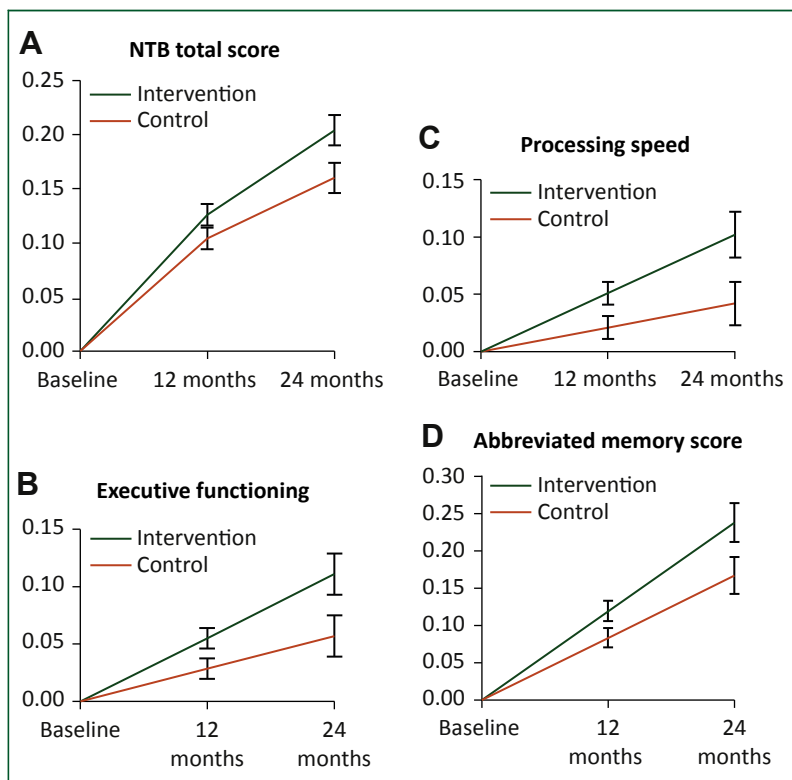 A
NTB total score
0.25
Intervention
Control
0.20
0.15
0.10
0.05
0.00
Baseline
12 months
24 months
B
Executive functioning
0.15
Intervention
Control
0.10
0.05
0.00
Baseline
12
months
24
months
C
Processing speed
0.15
Intervention
Control
0.10
0.05
0.00
Baseline
12 months
24 months
D
Abbreviated memory score
0.30
Intervention
0.25
Control
0.20
0.15
0.10
0.05
0.00
Baseline
12
months
24
months